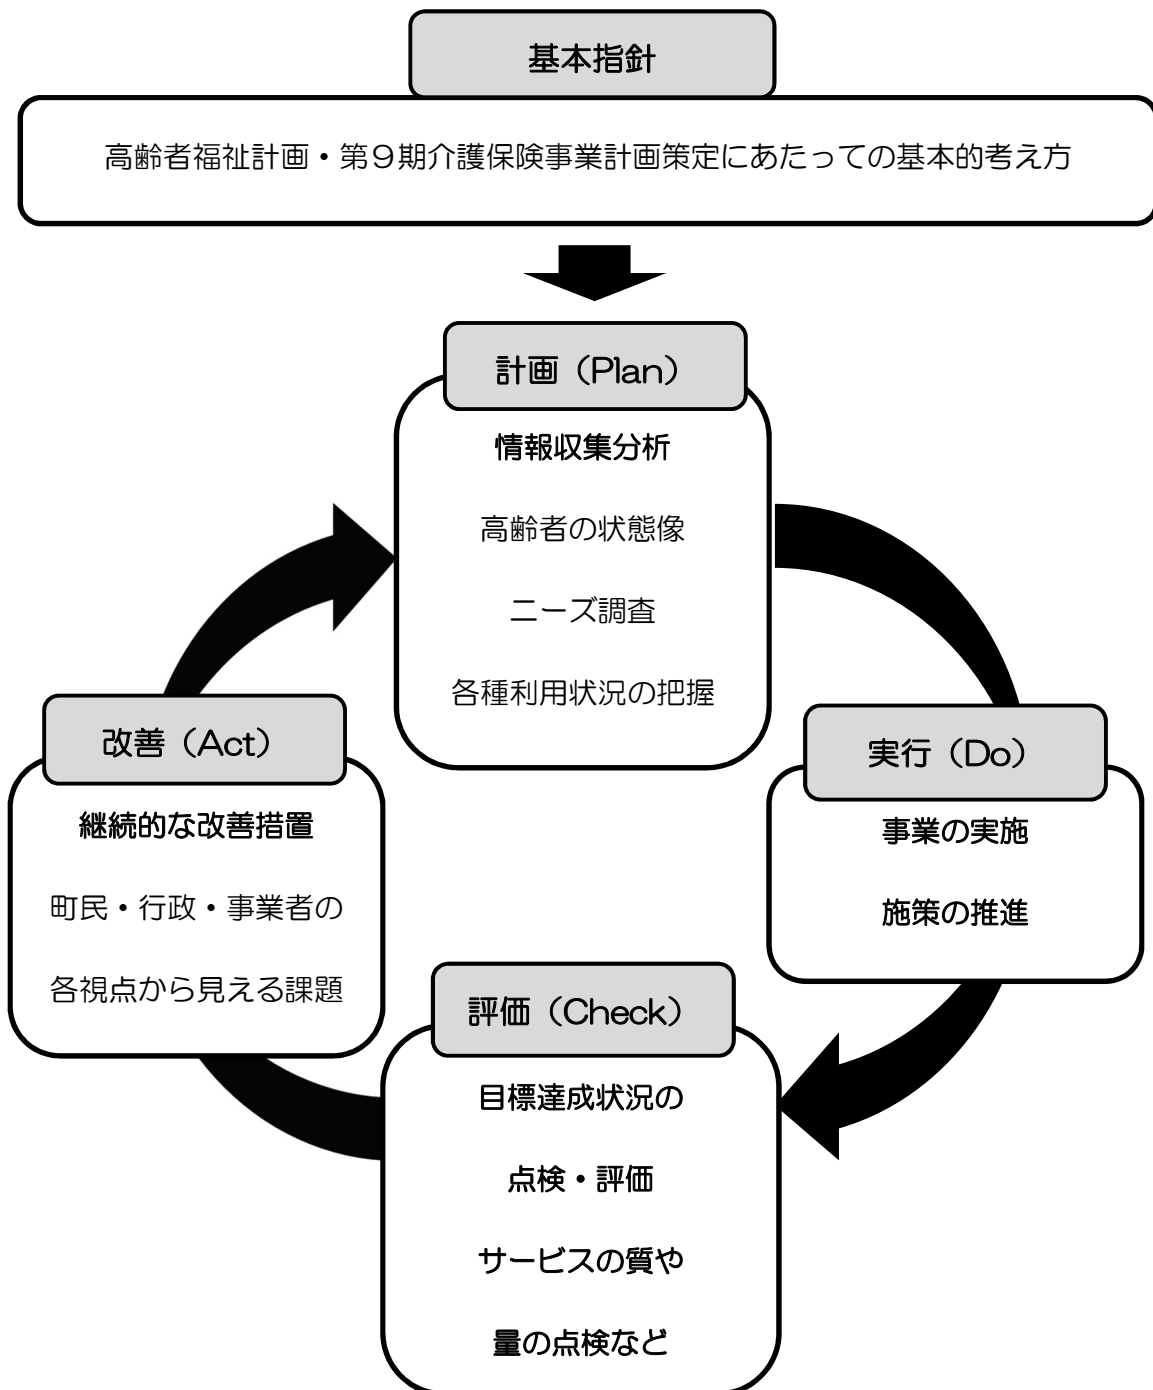 基本指針
高齢者福祉計画・第９期介護保険事業計画策定にあたっての基本的考え方
計画（Plan）
情報収集分析
高齢者の状態像
ニーズ調査
各種利用状況の把握
実行（Do）
事業の実施
施策の推進
評価（Check）
目標達成状況の
点検・評価
サービスの質や
量の点検など
改善（Act）
継続的な改善措置
町民・行政・事業者の
各視点から見える課題